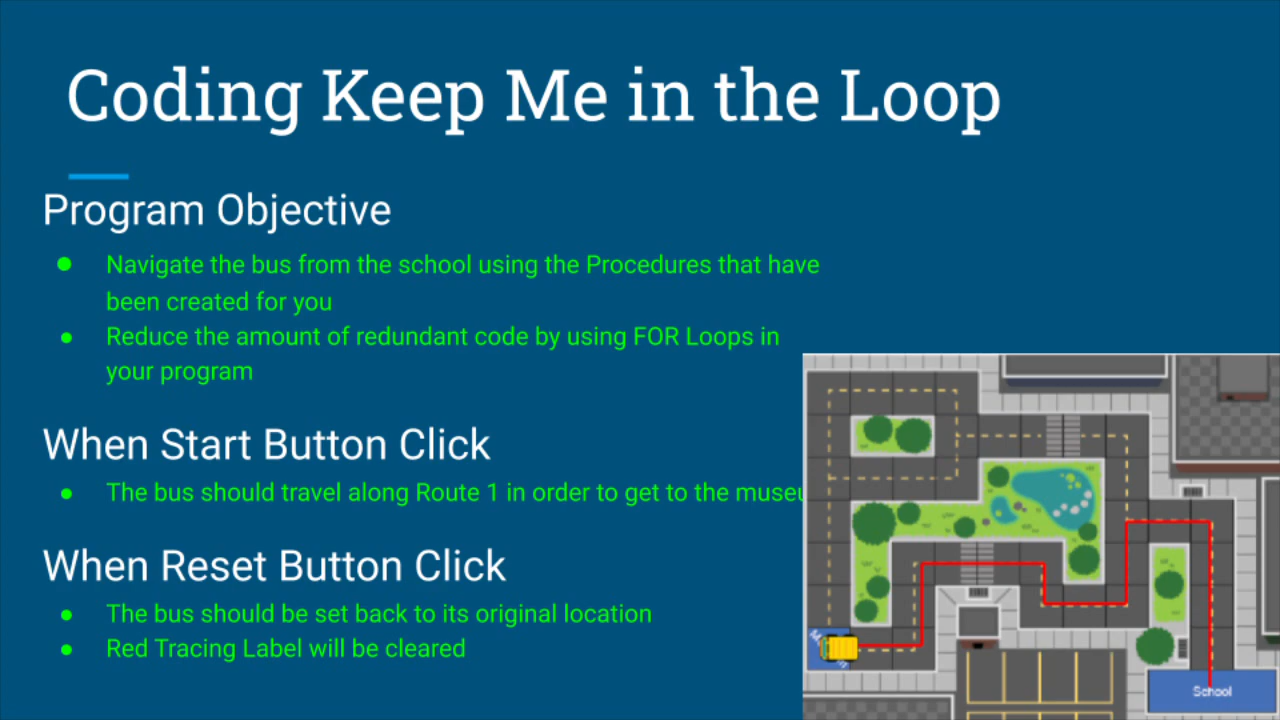 Coding Keep Me in the Loop
Program Objective
● Navigate the bus from the school using the Procedures that have
been created for you
● Reduce the amount of redundant code by using FOR Loops in
your program
When Start Button Click
● The bus should travel along Route 1 in order to get to the museu
When Reset Button Click
● The bus should be set back to its original location
● Red Tracing Label will be cleared
School